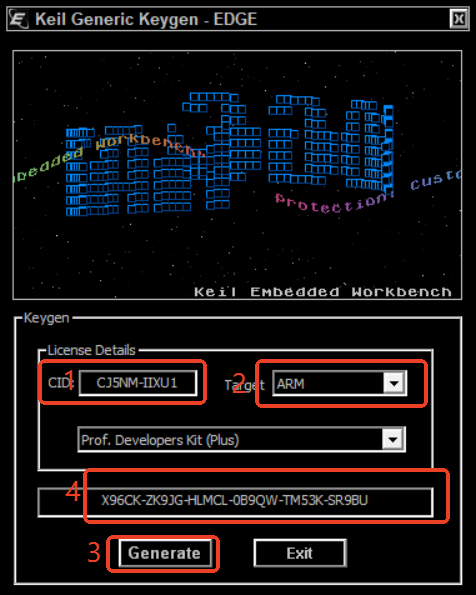 Keil Generic Keygen - EDGE
mbedded Workbench
Protection: Custo
Keil Embedded Workbench
Keygen
License Details
1
CID: CJ5NM-IIXU1
2
Target ARM
Prof. Developers Kit (Plus)
4
X96CK-ZK9JG-HLMCL-0B9QW-TM53K-SR9BU
3
Generate Exit